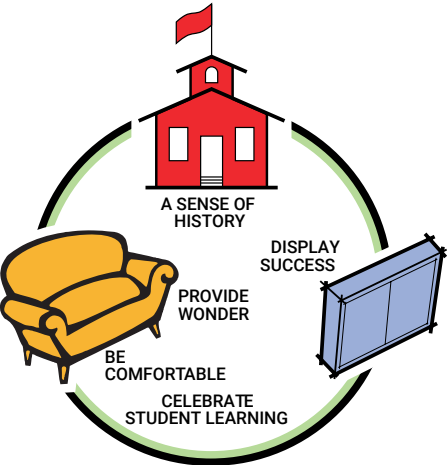 A SENSE OF
HISTORY
DISPLAY
SUCCESS
PROVIDE
WONDER
BE
COMFORTABLE
CELEBRATE
STUDENT LEARNING